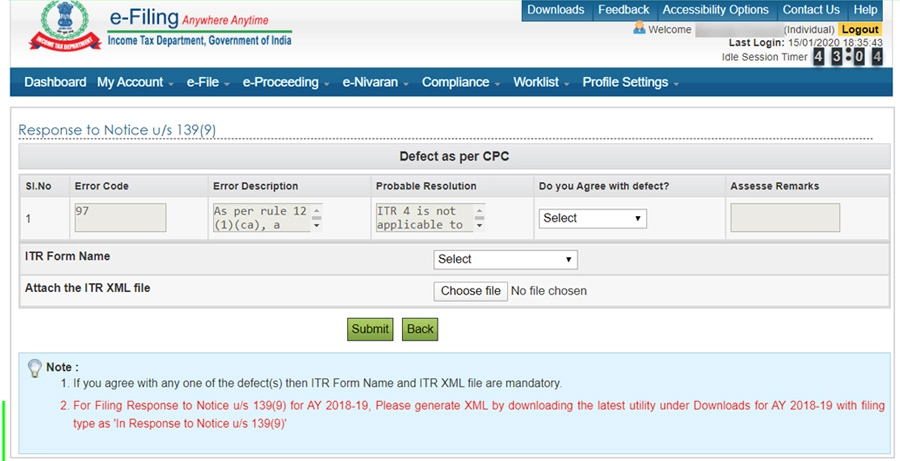 Downloads Feedback Accessibility Options Contact Us Help
e-Filing Anywhere Anytime
Income Tax Department, Government of India
INCOME TAX DEPARTMENT
Welcome (Individual) Logout
Last Login: 15/01/2020 18:35:43
Idle Session Timer 4 3 : 0 4
Dashboard My Account e-File e-Proceeding e-Nivaran Compliance Worklist Profile Settings
Response to Notice u/s 139(9)
Defect as per CPC
Sl.No Error Code Error Description Probable Resolution Do you Agree with defect? Assesse Remarks
1 97 As per rule 12 (1)(ca), a ITR 4 is not applicable to Select
ITR Form Name Select
Attach the ITR XML file Choose file No file chosen
Submit Back
Note :
1. If you agree with any one of the defect(s) then ITR Form Name and ITR XML file are mandatory.
2. For Filing Response to Notice u/s 139(9) for AY 2018-19, Please generate XML by downloading the latest utility under Downloads for AY 2018-19 with filing
type as 'In Response to Notice u/s 139(9)'